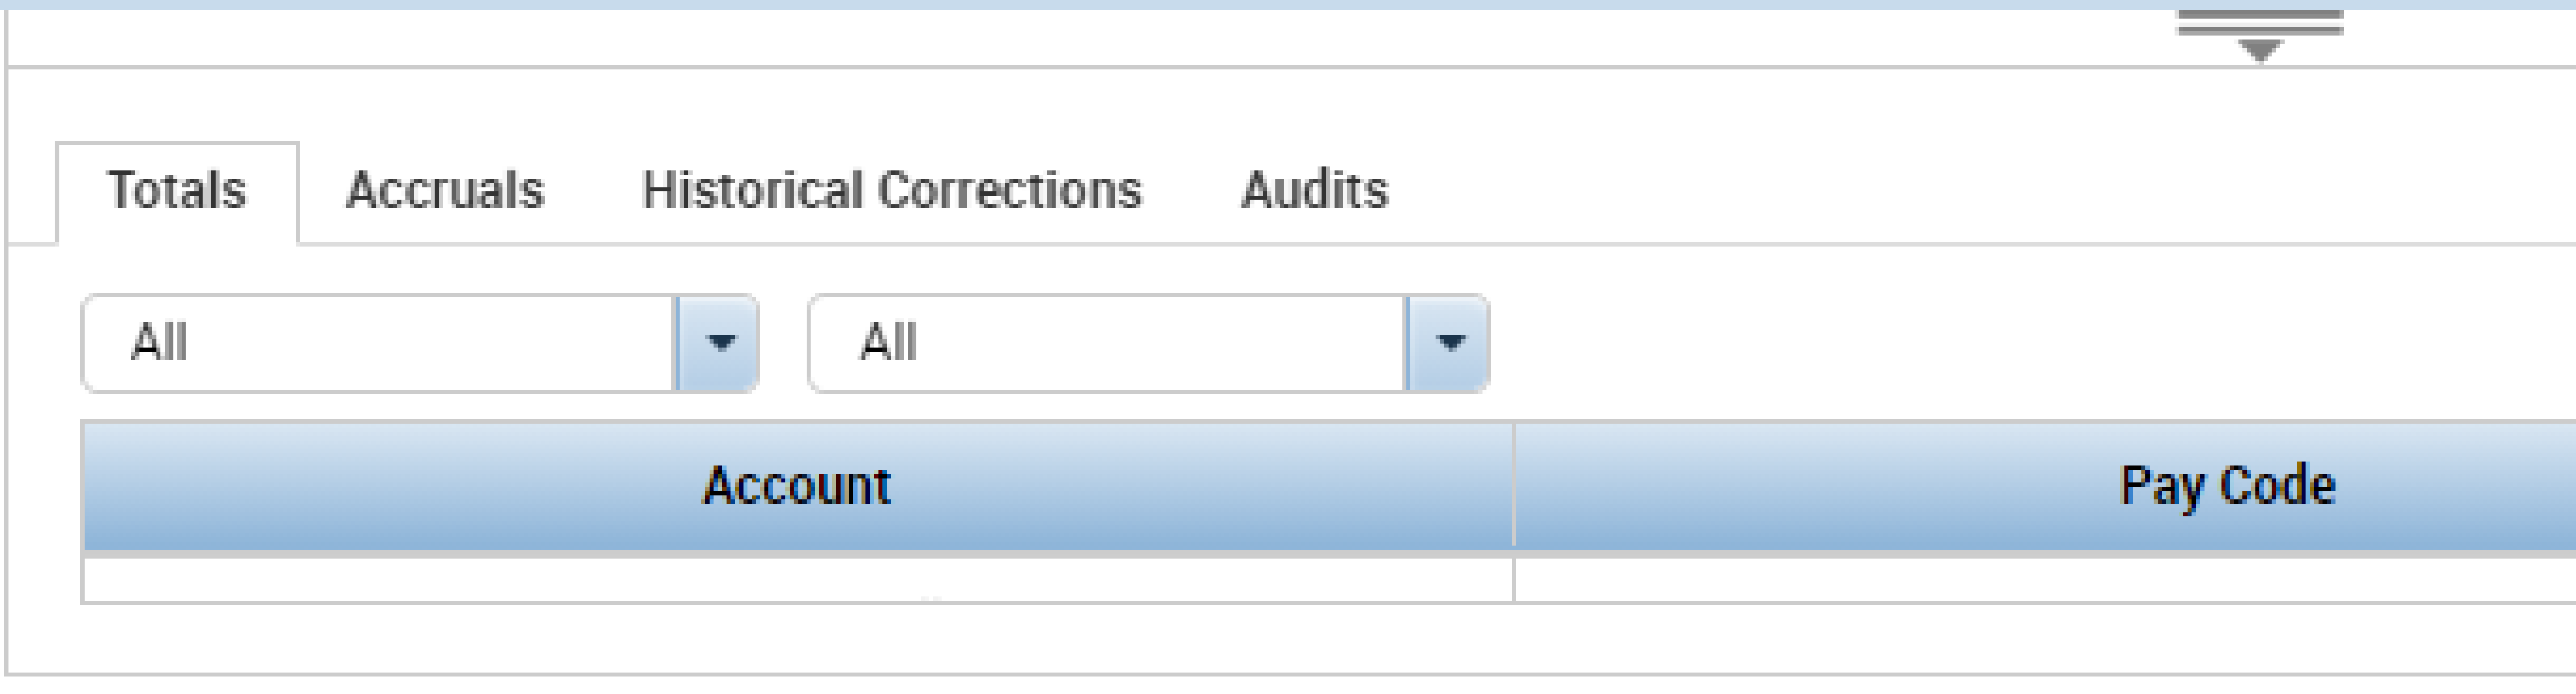 Totals Accruals Historical Corrections Audits
All All
Account Pay Code